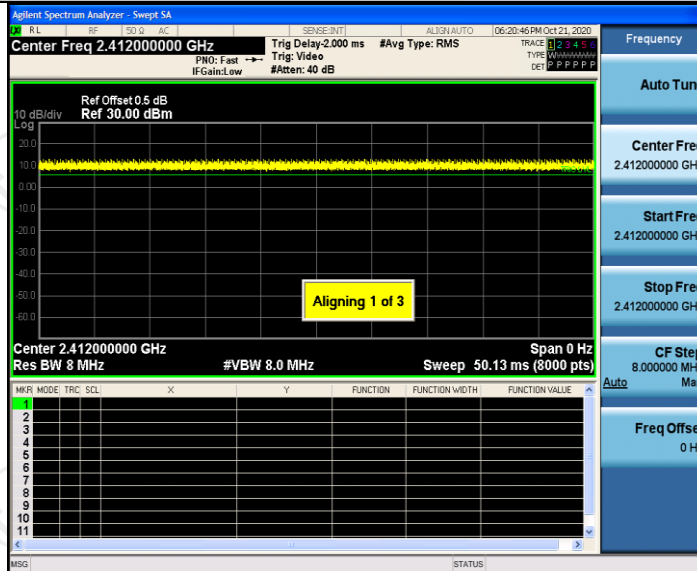 Agilent Spectrum Analyzer - Swept SA
RL RF 50 Ω AC SENSE:INT ALIGN AUTO 06:20:46 PM Oct 21, 2020
Center Freq 2.412000000 GHz
PNO: Fast
IFGain:Low
Trig Delay-2.000 ms
Trig: Video
#Atten: 40 dB
#Avg Type: RMS
TRACE 1 2 3 4 5 6
TYPE WWWWWW
DET P P P P P P
Ref Offset 0.5 dB
10 dB/div Ref 30.00 dBm
Log
20.0
10.0
0.00
-10.0
-20.0
-30.0
-40.0
-50.0
-60.0
Aligning 1 of 3
Center 2.412000000 GHz Span 0 Hz
Res BW 8 MHz #VBW 8.0 MHz Sweep 50.13 ms (8000 pts)
MKR MODE TRC SCL X Y FUNCTION FUNCTION WIDTH FUNCTION VALUE
1
2
3
4
5
6
7
8
9
10
11
MSG STATUS
Frequency
Auto Tun
Center Fre
2.412000000 GH
Start Fre
2.412000000 GH
Stop Fre
2.412000000 GH
CF Step
8.000000 MH
Auto Ma
Freq Offse
0 H